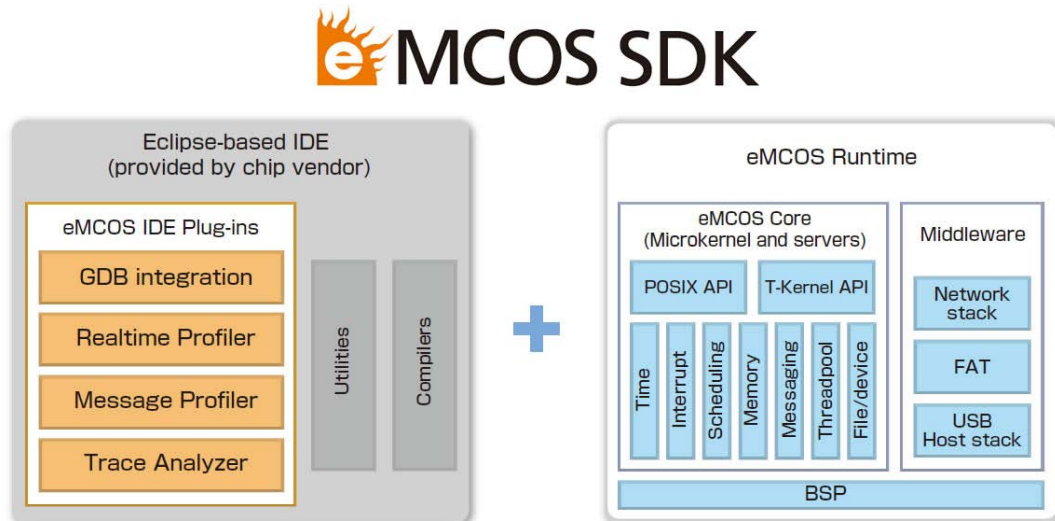 eMCOS SDK
Eclipse-based IDE
(provided by chip vendor)
eMCOS IDE Plug-ins
GDB integration
Realtime Profiler
Message Profiler
Trace Analyzer
Utilities
Compilers
+
eMCOS Runtime
eMCOS Core
(Microkernel and servers)
POSIX API
T-Kernel API
Time
Interrupt
Scheduling
Memory
Messaging
Threadpool
File/device
Middleware
Network
stack
FAT
USB
Host stack
BSP